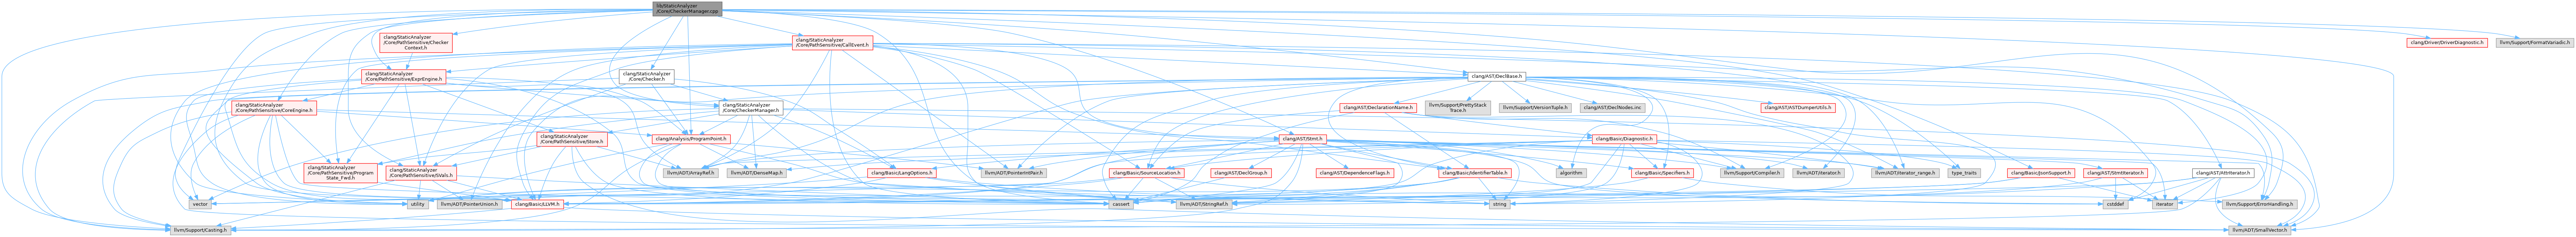 lib/StaticAnalyzer
/Core/CheckerManager.cpp
clang/StaticAnalyzer
/Core/PathSensitive/Checker
Context.h
clang/StaticAnalyzer
/Core/PathSensitive/CallEvent.h
clang/Driver/DriverDiagnostic.h
llvm/Support/FormatVariadic.h
clang/StaticAnalyzer
/Core/PathSensitive/ExprEngine.h
clang/StaticAnalyzer
/Core/Checker.h
clang/AST/DeclBase.h
clang/StaticAnalyzer
/Core/PathSensitive/CoreEngine.h
clang/StaticAnalyzer
/Core/CheckerManager.h
clang/AST/DeclarationName.h
llvm/Support/PrettyStack
Trace.h
llvm/Support/VersionTuple.h
clang/AST/DeclNodes.inc
clang/AST/ASTDumperUtils.h
clang/StaticAnalyzer
/Core/PathSensitive/Store.h
clang/Analysis/ProgramPoint.h
clang/AST/Stmt.h
clang/Basic/Diagnostic.h
clang/StaticAnalyzer
/Core/PathSensitive/Program
State_Fwd.h
clang/StaticAnalyzer
/Core/PathSensitive/SVals.h
llvm/ADT/ArrayRef.h
llvm/ADT/DenseMap.h
clang/Basic/LangOptions.h
llvm/ADT/PointerIntPair.h
clang/Basic/SourceLocation.h
clang/AST/DeclGroup.h
clang/AST/DependenceFlags.h
clang/Basic/IdentifierTable.h
algorithm
clang/Basic/Specifiers.h
llvm/Support/Compiler.h
llvm/ADT/iterator.h
llvm/ADT/iterator_range.h
type_traits
clang/Basic/JsonSupport.h
clang/AST/StmtIterator.h
clang/AST/AttrIterator.h
vector
utility
llvm/ADT/PointerUnion.h
clang/Basic/LLVM.h
cassert
llvm/ADT/StringRef.h
string
cstddef
iterator
llvm/Support/ErrorHandling.h
llvm/Support/Casting.h
llvm/ADT/SmallVector.h